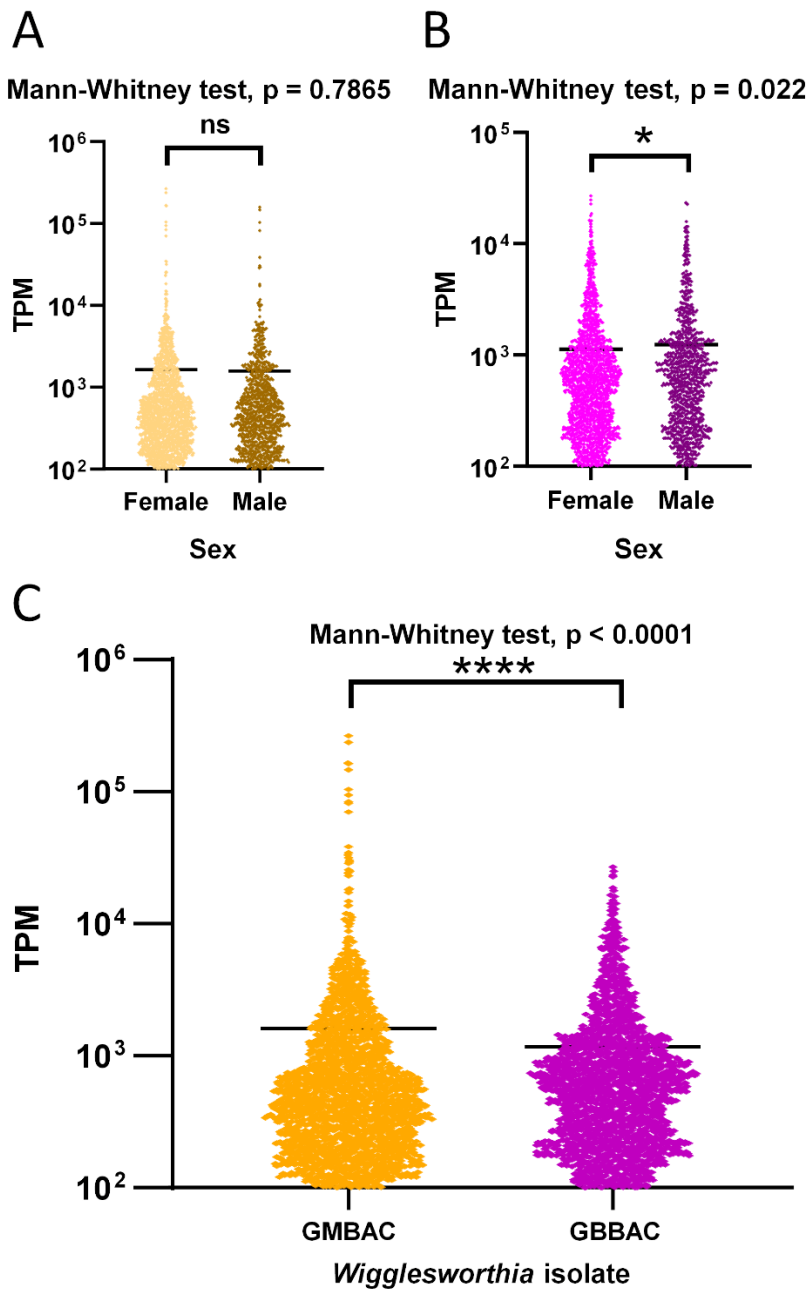 A
Mann-Whitney test, p = 0.7865
ns
10⁶
10⁵
10⁴
10³
10²
TPM
Female Male
Sex
B
Mann-Whitney test, p = 0.022
*
10⁵
10⁴
10³
10²
TPM
Female Male
Sex
C
Mann-Whitney test, p < 0.0001
****
10⁶
10⁵
10⁴
10³
10²
TPM
GMBAC GBBAC
Wigglesworthia isolate